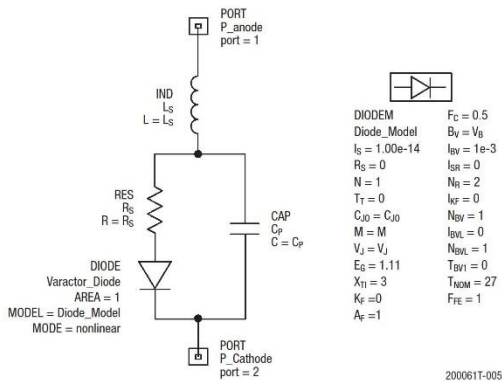 PORT
P_anode
port = 1
IND
LS
L = LS
RES
RS
R = RS
CAP
CP
C = CP
DIODE
Varactor_Diode
AREA = 1
MODEL = Diode_Model
MODE = nonlinear
PORT
P_Cathode
port = 2
DIODEM
Diode_Model
IS = 1.00e-14
RS = 0
N = 1
TT = 0
CJO = CJO
M = M
VJ = VJ
EG = 1.11
XTI = 3
KF =0
AF =1
FC = 0.5
BV = VB
IBV = 1e-3
ISR = 0
NR = 2
IKF = 0
NBV = 1
IBVL = 0
NBVL = 1
TBV1 = 0
TNOM = 27
FFE = 1
200061T-005